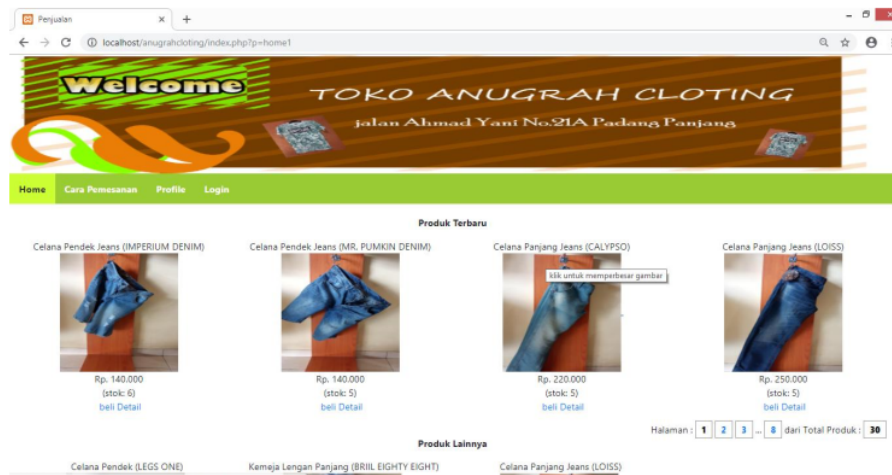 Penjualan
localhost/anugrahcloting/index.php?p=home1
Welcome
TOKO ANUGRAH CLOTING
jalan Ahmad Yani No.21A Padang Panjang
Home Cara Pemesanan Profile Login
Produk Terbaru
Celana Pendek Jeans (IMPERIUM DENIM) Celana Pendek Jeans (MR. PUMKIN DENIM) Celana Panjang Jeans (CALYPSO) Celana Panjang Jeans (LOISS)
klik untuk memperbesar gambar
Rp. 140.000 Rp. 140.000 Rp. 220.000 Rp. 250.000
(stok: 6) (stok: 5) (stok: 5) (stok: 5)
beli Detail beli Detail beli Detail beli Detail
Halaman : 1 2 3 ... 8 dari Total Produk : 30
Produk Lainnya
Celana Pendek (LEGS ONE) Kemeja Lengan Panjang (BRIIL EIGHTY EIGHT) Celana Panjang Jeans (LOISS)